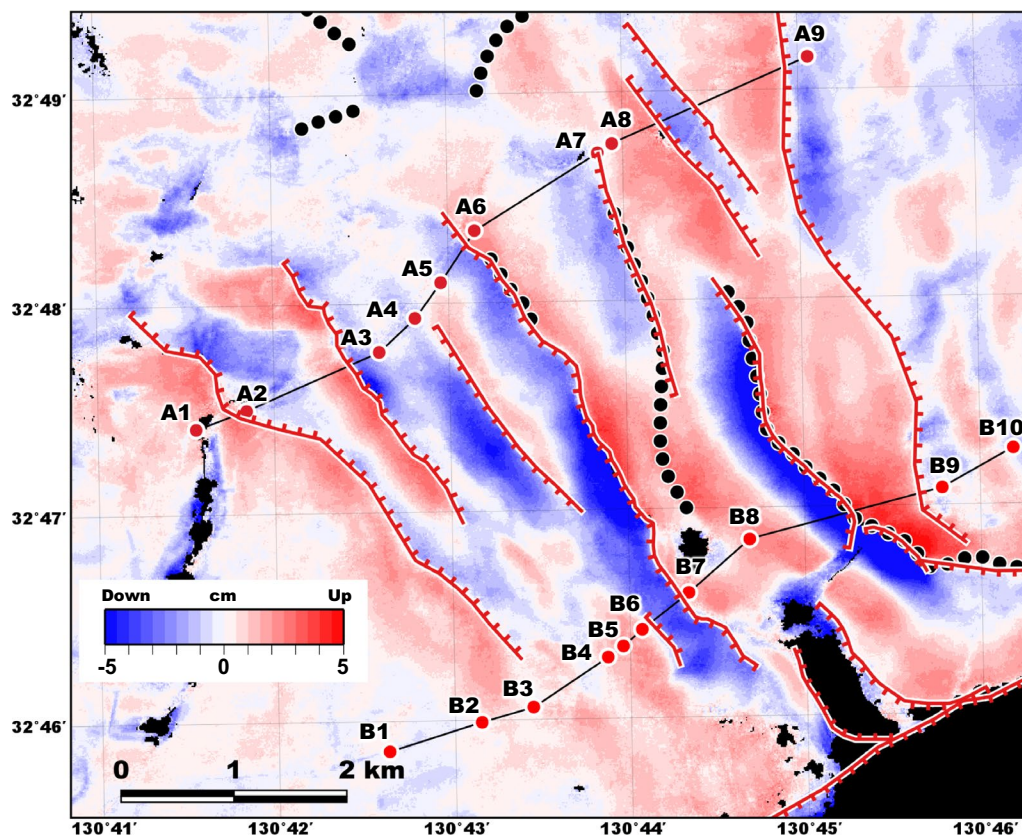 A9
32°49'
A8
A7
A6
A5
32°48'
A4
A3
A2
A1
B10
B9
32°47'
B8
B7
Down cm Up
-5 0 5
B6
B5
B4
B3
B2
32°46'
B1
0 1 2 km
130°41' 130°42' 130°43' 130°44' 130°45' 130°46'